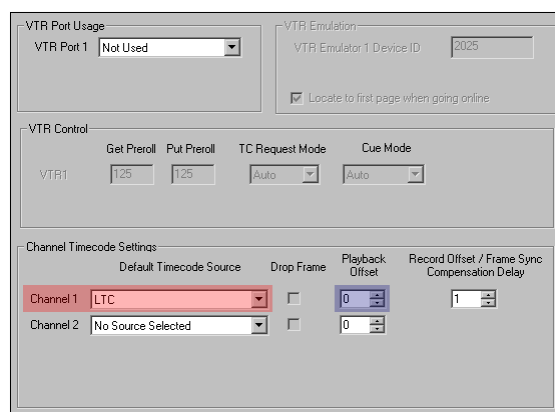 VTR Port Usage
VTR Port 1 Not Used
VTR Emulation
VTR Emulator 1 Device ID 2025
Locate to first page when going online
VTR Control
Get Preroll Put Preroll TC Request Mode Cue Mode
VTR1 125 125 Auto Auto
Channel Timecode Settings
Default Timecode Source Drop Frame Playback Offset Record Offset / Frame Sync Compensation Delay
Channel 1 LTC 0 1
Channel 2 No Source Selected 0